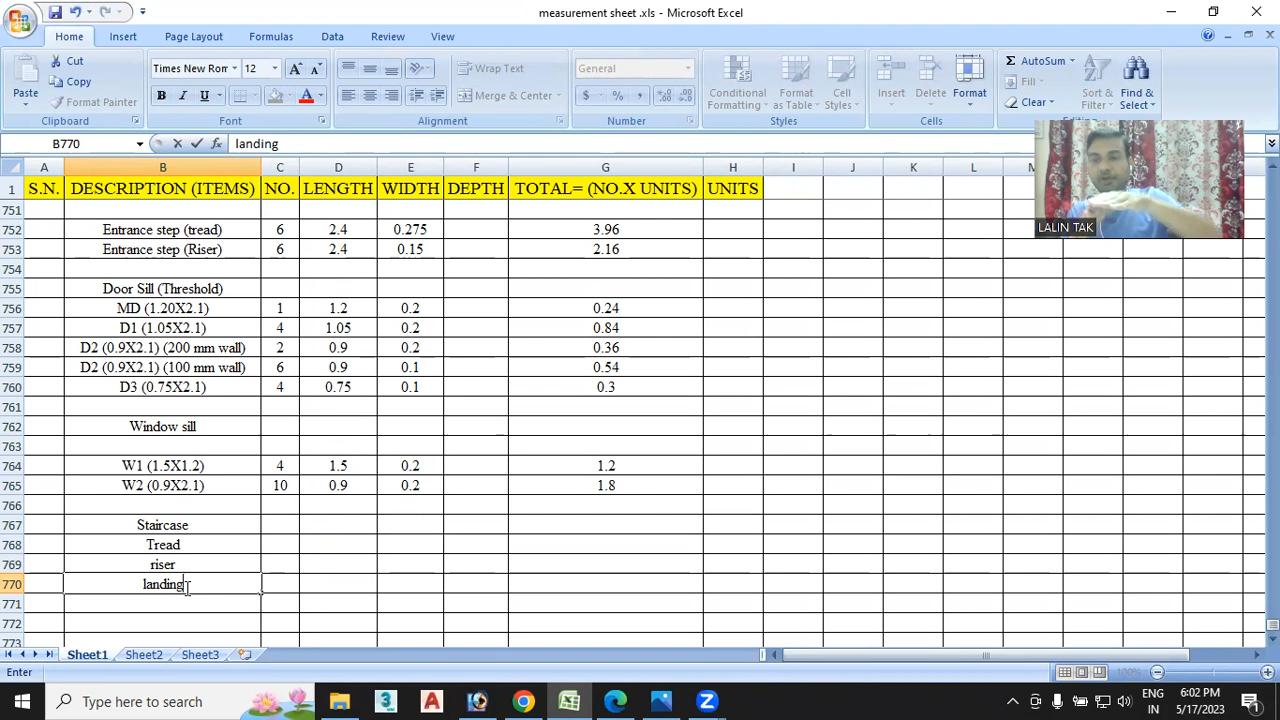 measurement sheet .xls - Microsoft Excel
Home Insert Page Layout Formulas Data Review View
Paste
Cut
Copy
Format Painter
Clipboard
Times New Rom 12
B I U
Font
Wrap Text
Merge & Center
Alignment
General
$ % ,
Number
Conditional Formatting
Format as Table
Cell Styles
Styles
Insert Delete Format
Cells
Σ AutoSum
Fill
Clear
Sort & Filter
Find & Select
B770 landing
LALIN TAK
A B C D E F G H I J K L
1 S.N. DESCRIPTION (ITEMS) NO. LENGTH WIDTH DEPTH TOTAL= (NO.X UNITS) UNITS
751
752 Entrance step (tread) 6 2.4 0.275 3.96
753 Entrance step (Riser) 6 2.4 0.15 2.16
754
755 Door Sill (Threshold)
756 MD (1.20X2.1) 1 1.2 0.2 0.24
757 D1 (1.05X2.1) 4 1.05 0.2 0.84
758 D2 (0.9X2.1) (200 mm wall) 2 0.9 0.2 0.36
759 D2 (0.9X2.1) (100 mm wall) 6 0.9 0.1 0.54
760 D3 (0.75X2.1) 4 0.75 0.1 0.3
761
762 Window sill
763
764 W1 (1.5X1.2) 4 1.5 0.2 1.2
765 W2 (0.9X2.1) 10 0.9 0.2 1.8
766
767 Staircase
768 Tread
769 riser
770 landing
771
772
773
Sheet1 Sheet2 Sheet3
Enter 100%
Type here to search
ENG IN
6:02 PM
5/17/2023